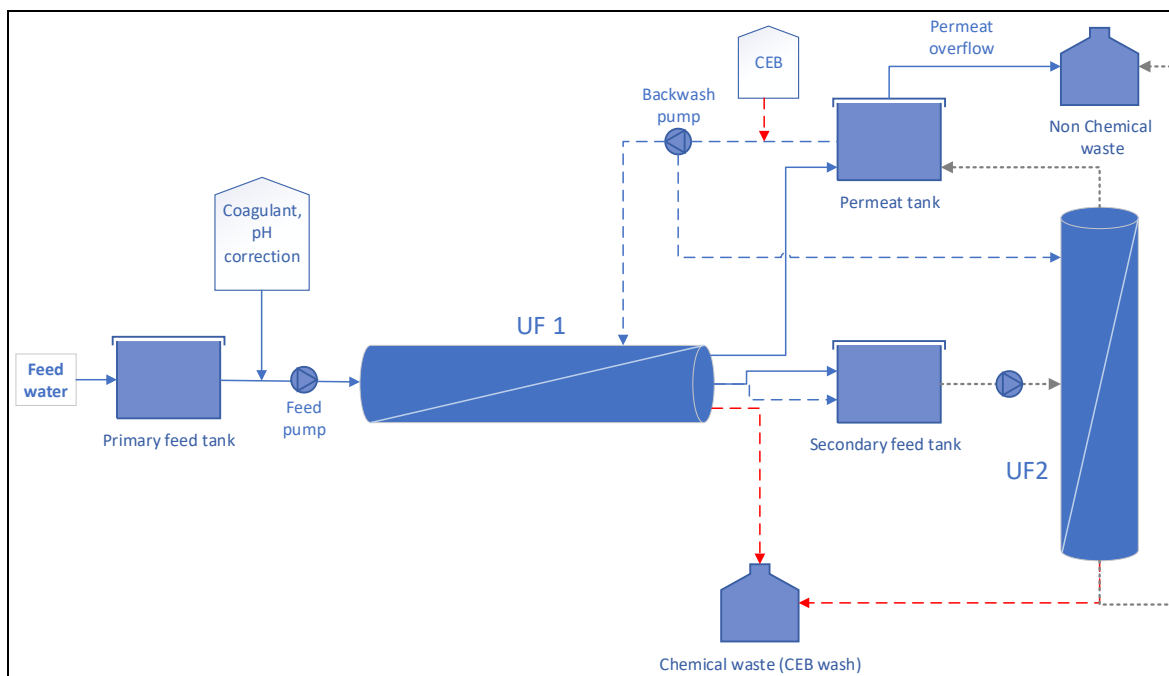 Permeat
overflow
CEB
Backwash
pump
Non Chemical
waste
Permeat tank
Coagulant,
pH
correction
UF 1
Feed
water
Feed
pump
Primary feed tank
Secondary feed tank
UF2
Chemical waste (CEB wash)